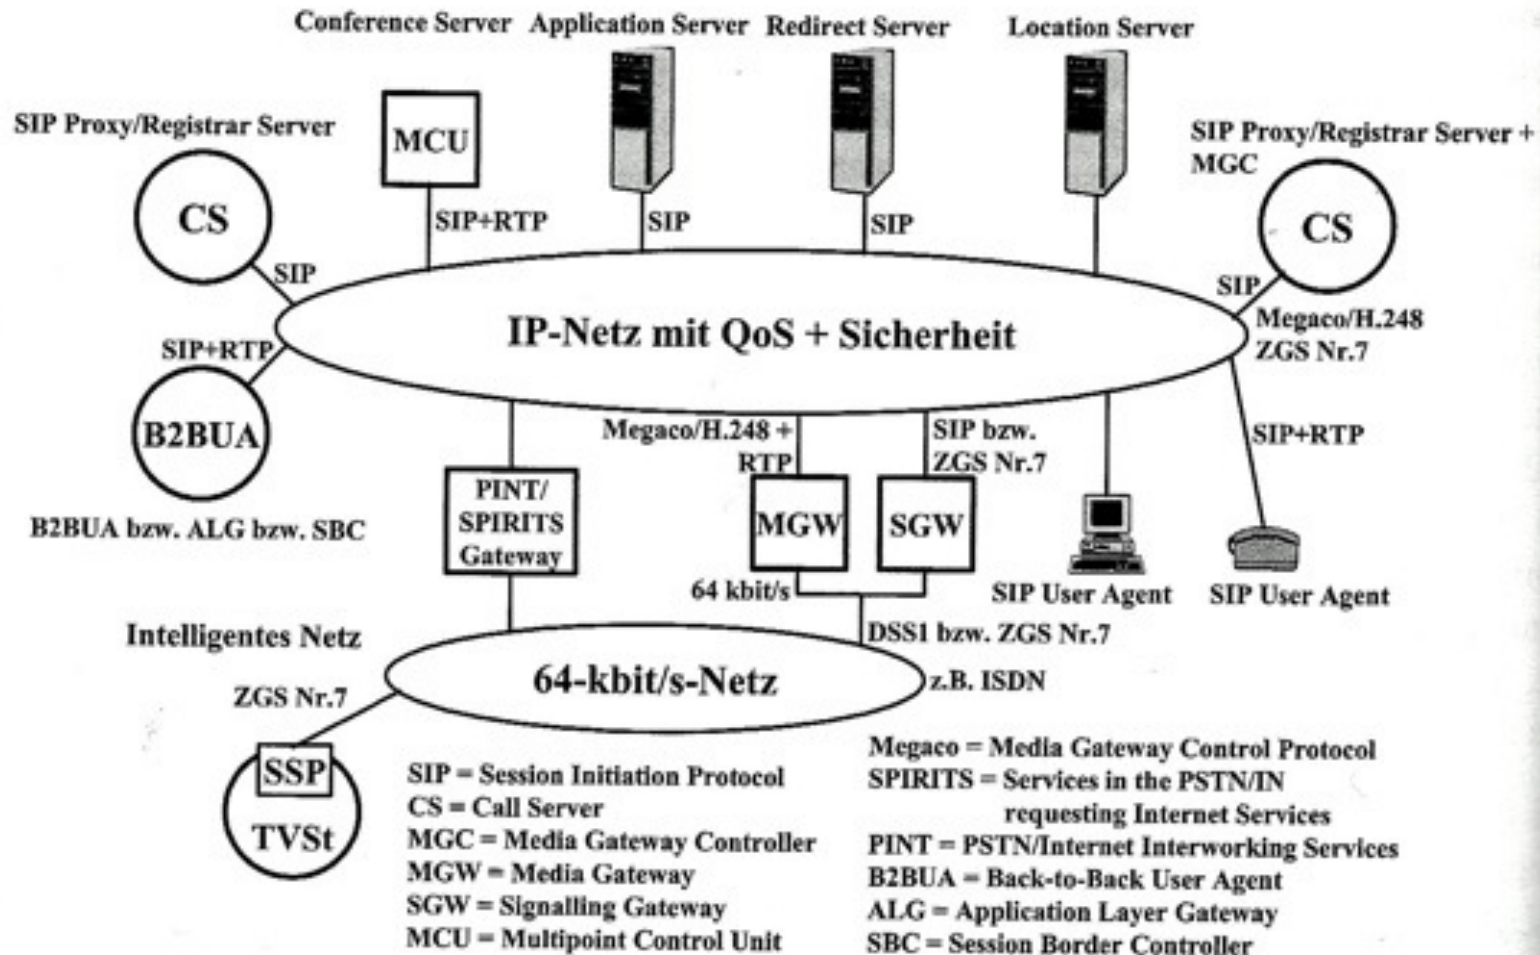 Conference Server
Application Server
Redirect Server
Location Server
SIP Proxy/Registrar Server
MCU
SIP Proxy/Registrar Server +
MGC
CS
CS
SIP+RTP
SIP
SIP
SIP
SIP
IP-Netz mit QoS + Sicherheit
Megaco/H.248
ZGS Nr.7
SIP+RTP
B2BUA
Megaco/H.248 +
RTP
SIP bzw.
ZGS Nr.7
SIP+RTP
PINT/
SPIRITS
Gateway
MGW
SGW
B2BUA bzw. ALG bzw. SBC
64 kbit/s
SIP User Agent
SIP User Agent
Intelligentes Netz
DSS1 bzw. ZGS Nr.7
64-kbit/s-Netz
z.B. ISDN
ZGS Nr.7
SSP
TVSt
SIP = Session Initiation Protocol
CS = Call Server
MGC = Media Gateway Controller
MGW = Media Gateway
SGW = Signalling Gateway
MCU = Multipoint Control Unit
Megaco = Media Gateway Control Protocol
SPIRITS = Services in the PSTN/IN
requesting Internet Services
PINT = PSTN/Internet Interworking Services
B2BUA = Back-to-Back User Agent
ALG = Application Layer Gateway
SBC = Session Border Controller